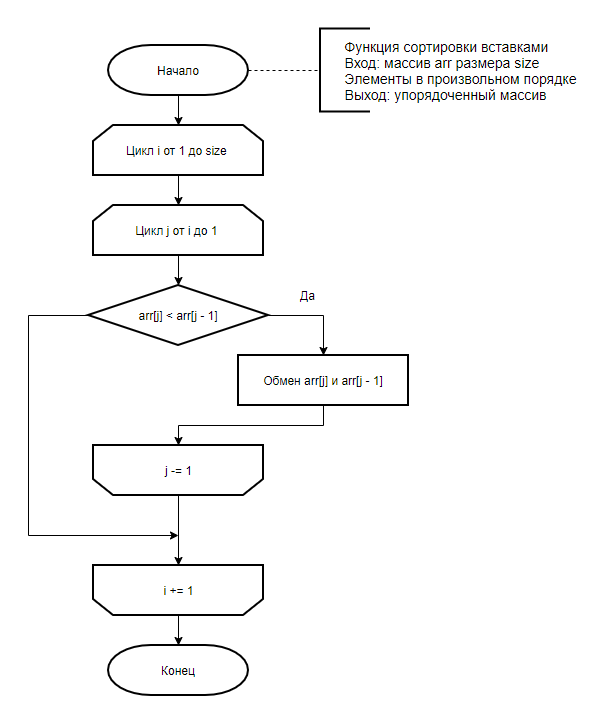 Функция сортировки вставками
Вход: массив arr размера size
Элементы в произвольном порядке
Выход: упорядоченный массив
Начало
Цикл i от 1 до size
Цикл j от i до 1
arr[j] < arr[j - 1]
Да
Обмен arr[j] и arr[j - 1]
j -= 1
i += 1
Конец